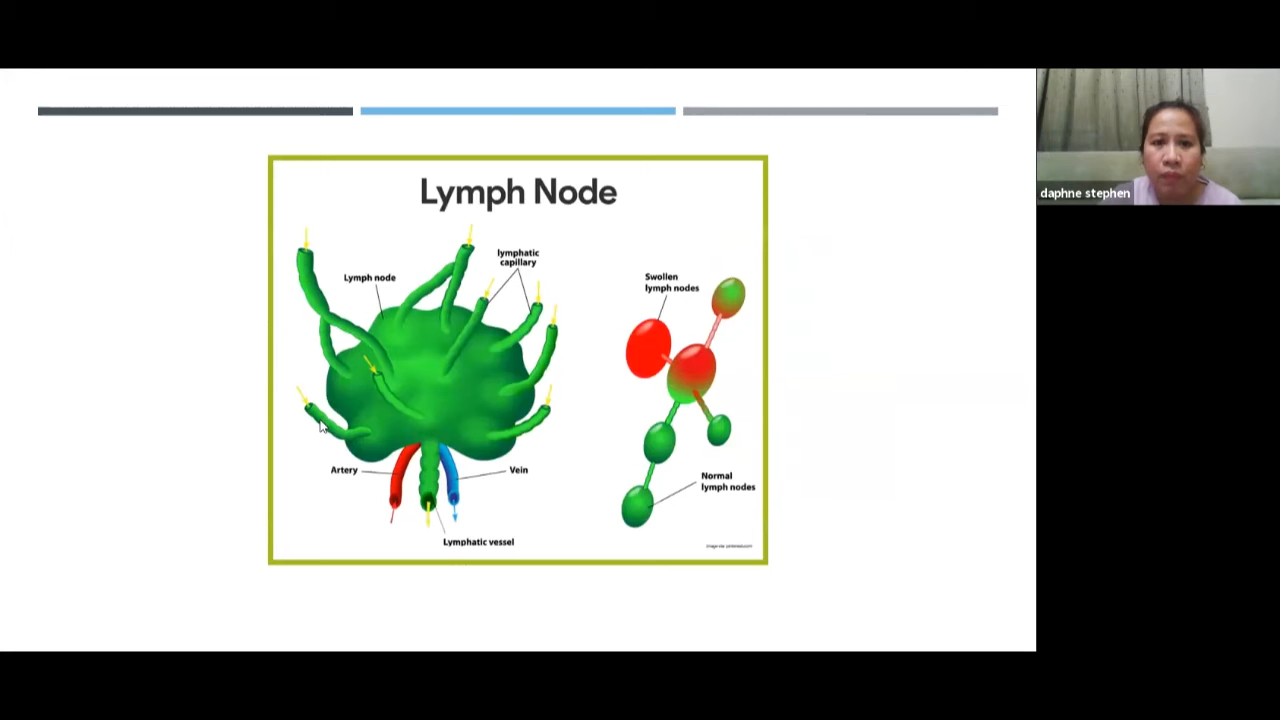 Lymph Node
lymphatic
capillary
Lymph node
Swollen
lymph nodes
Artery
Vein
Normal
lymph nodes
Lymphatic vessel
daphne stephen